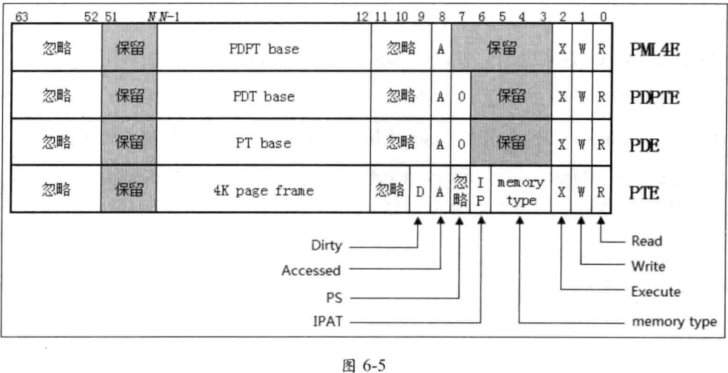 63 52 51 N N-1 12 11 10 9 8 7 6 5 4 3 2 1 0
忽略 保留 PDPT base 忽略 A 保留 X W R PML4E
忽略 保留 PDT base 忽略 A 0 保留 X W R PDPTE
忽略 保留 PT base 忽略 A 0 保留 X W R PDE
忽略 保留 4K page frame 忽略 D A 忽略 IP memory type X W R PTE
Dirty
Accessed
PS
IPAT
Read
Write
Execute
memory type
图 6-5